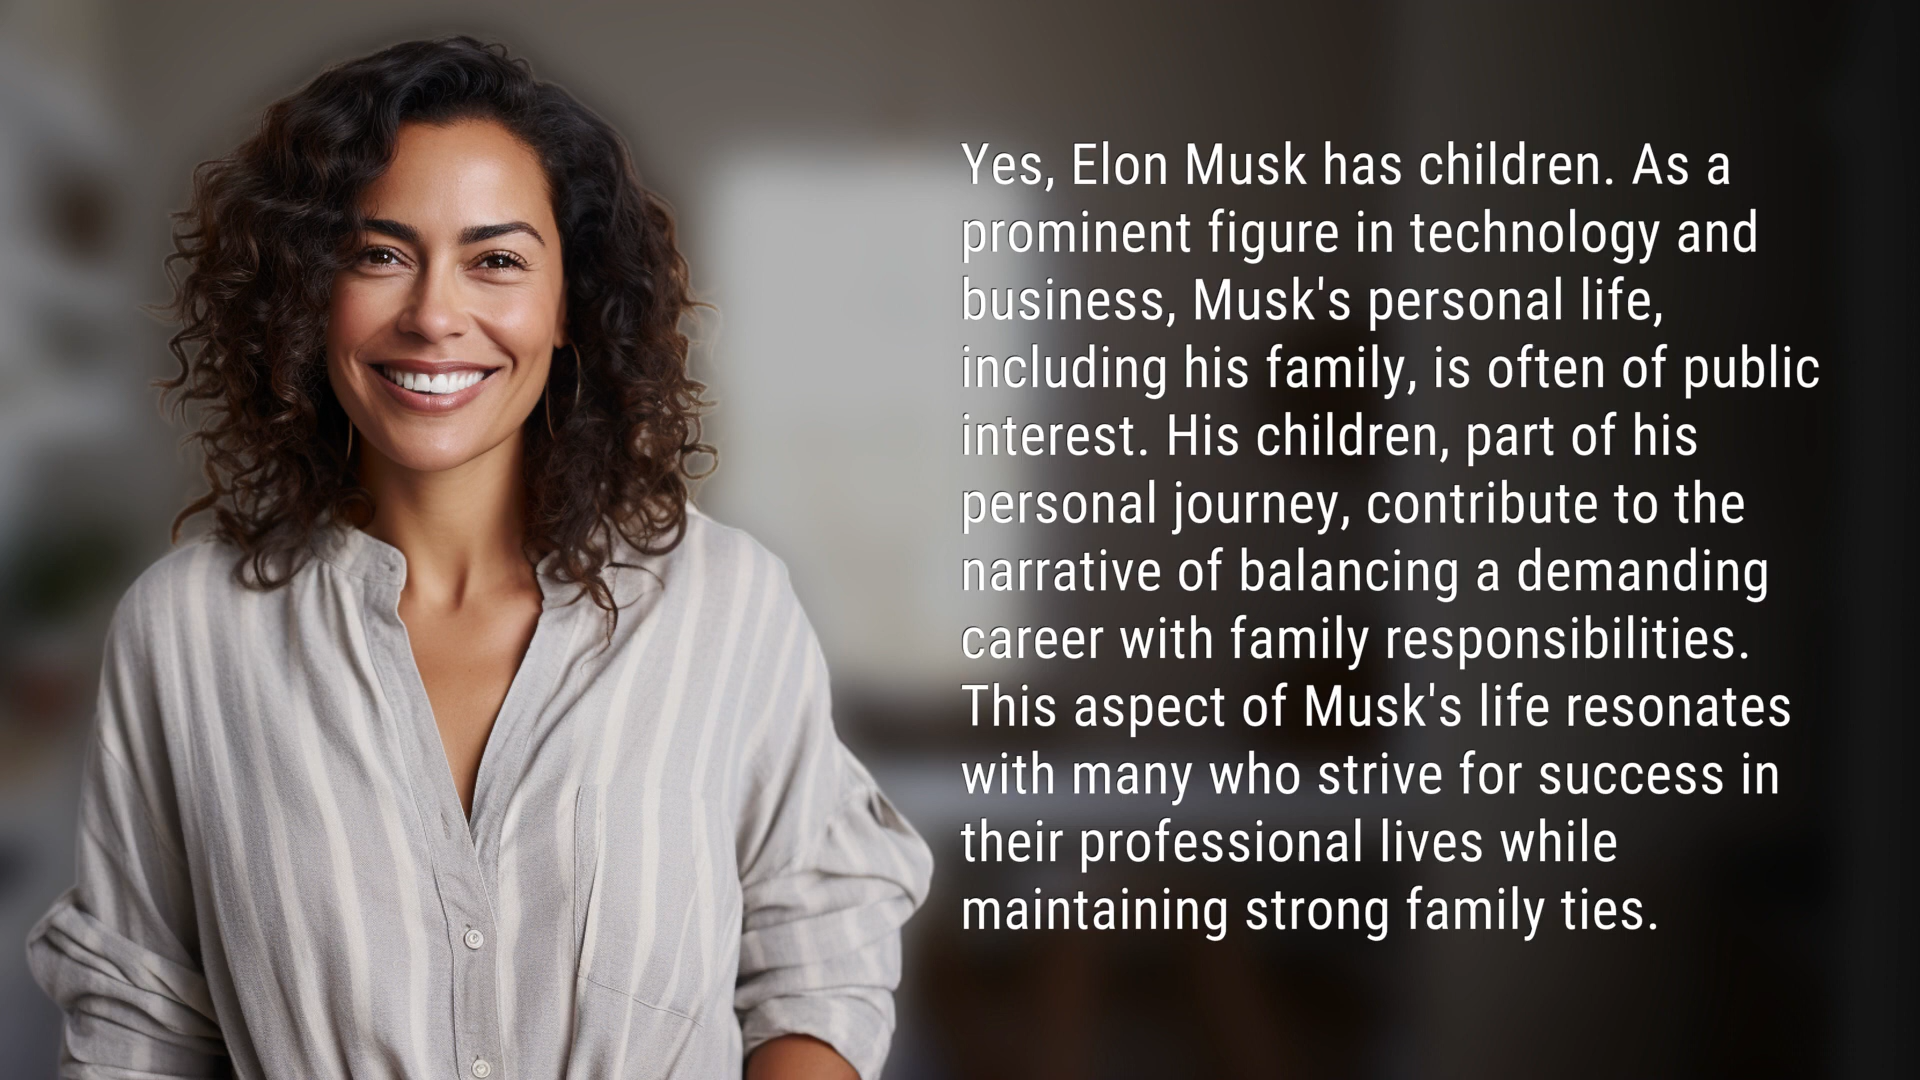 Yes, Elon Musk has children. As a
prominent figure in technology and
business, Musk's personal life,
including his family, is often of public
interest. His children, part of his
personal journey, contribute to the
narrative of balancing a demanding
career with family responsibilities.
This aspect of Musk's life resonates
with many who strive for success in
their professional lives while
maintaining strong family ties.